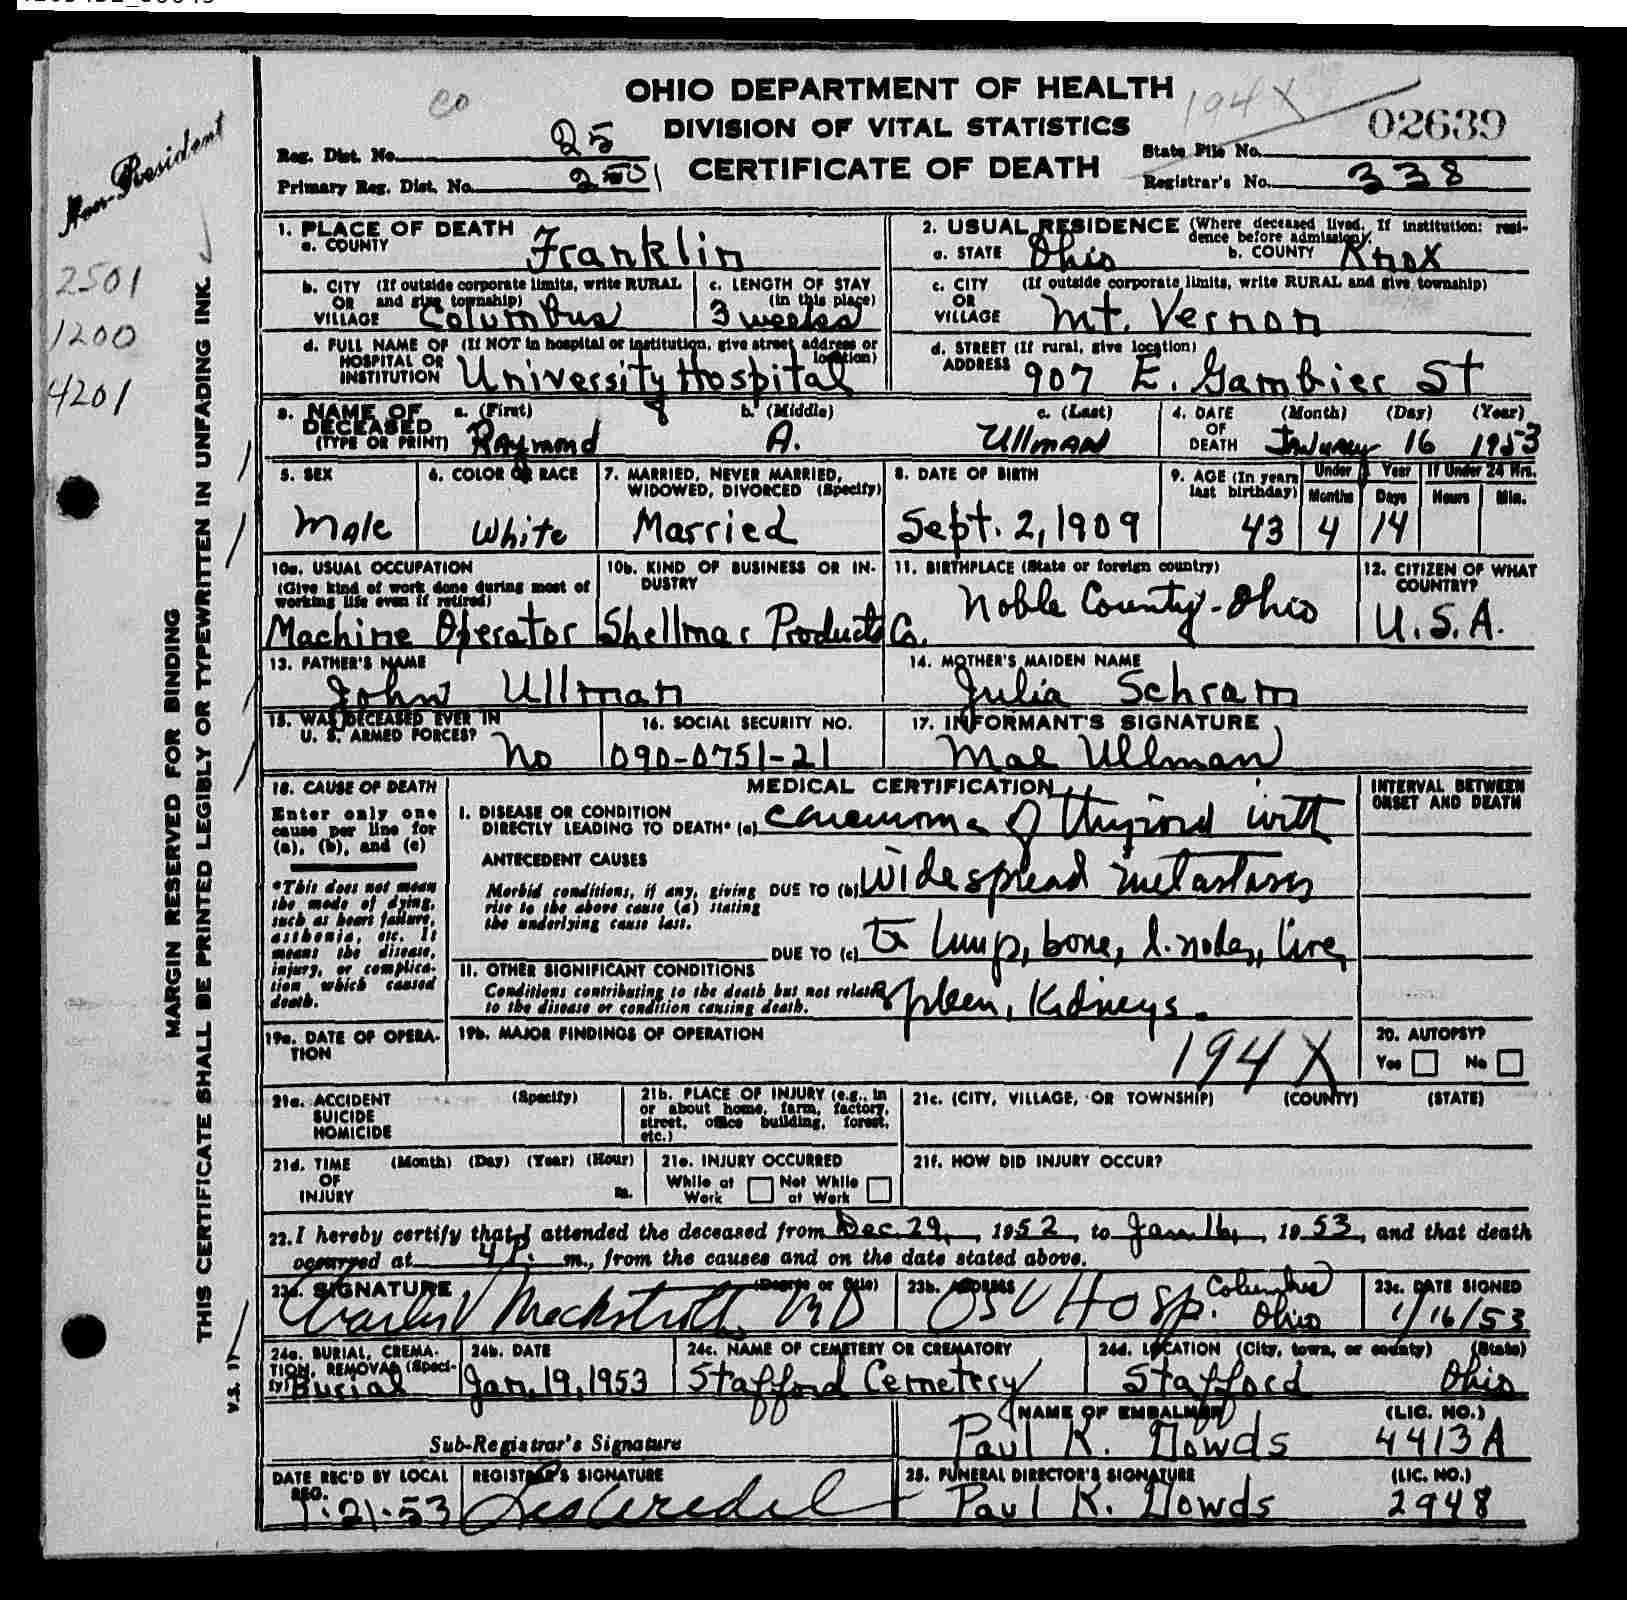 OHIO DEPARTMENT OF HEALTH
DIVISION OF VITAL STATISTICS
CERTIFICATE OF DEATH
co
Reg. Dist. No. 25
Primary Reg. Dist. No. 2501
194X
02639
State File No.
Registrar's No. 338
Non-Resident
2501
1200
4201
MARGIN RESERVED FOR BINDING
THIS CERTIFICATE SHALL BE PRINTED LEGIBLY OR TYPEWRITTEN IN UNFADING INK.
1. PLACE OF DEATH
a. COUNTY Franklin
2. USUAL RESIDENCE (Where deceased lived. If institution: resi-
dence before admission).
a. STATE Ohio b. COUNTY Knox
b. CITY (If outside corporate limits, write RURAL
OR and give township)
VILLAGE Columbus
c. LENGTH OF STAY
(in this place)
3 weeks
c. CITY (If outside corporate limits, write RURAL and give township)
OR
VILLAGE Mt. Vernon
d. FULL NAME OF (If NOT in hospital or institution, give street address or
HOSPITAL OR location)
INSTITUTION University Hospital
d. STREET (If rural, give location)
ADDRESS 907 E. Gambier St
NAME OF a. (First) b. (Middle) c. (Last)
DECEASED
(TYPE OR PRINT) Raymond A. Ullman
4. DATE (Month) (Day) (Year)
OF
DEATH January 16 1953
5. SEX
Male
6. COLOR OR RACE
White
7. MARRIED, NEVER MARRIED,
WIDOWED, DIVORCED (Specify)
Married
8. DATE OF BIRTH
Sept. 2, 1909
9. AGE (In years
last birthday)
43
Under 1 Year
Months Days
4 14
If Under 24 Hrs.
Hours Min.
10a. USUAL OCCUPATION
(Give kind of work done during most of
working life even if retired)
Machine Operator
10b. KIND OF BUSINESS OR IN-
DUSTRY
Shellmar Products Co.
11. BIRTHPLACE (State or foreign country)
Noble County-Ohio
12. CITIZEN OF WHAT
COUNTRY?
U.S.A.
13. FATHER'S NAME
John Ullman
14. MOTHER'S MAIDEN NAME
Julia Schram
15. WAS DECEASED EVER IN
U. S. ARMED FORCES? No
16. SOCIAL SECURITY NO.
090-0751-21
17. INFORMANT'S SIGNATURE
Mae Ullman
18. CAUSE OF DEATH
Enter only one
cause per line for
(a), (b), and (c)
*This does not mean
the mode of dying,
such as heart failure,
asthenia, etc. It
means the disease,
injury, or complica-
tion which caused
death.
MEDICAL CERTIFICATION
I. DISEASE OR CONDITION
DIRECTLY LEADING TO DEATH* (a) Carcinoma of thyroid with
ANTECEDENT CAUSES
Morbid conditions, if any, giving DUE TO (b) widespread metastases
rise to the above cause (a) stating
the underlying cause last.
DUE TO (c) to lung, bone, l. nodes, liver,
II. OTHER SIGNIFICANT CONDITIONS
Conditions contributing to the death but not related
to the disease or condition causing death.
spleen, kidneys.
INTERVAL BETWEEN
ONSET AND DEATH
19a. DATE OF OPERA-
TION
19b. MAJOR FINDINGS OF OPERATION
194X
20. AUTOPSY?
Yes No
21a. ACCIDENT (Specify)
SUICIDE
HOMICIDE
21b. PLACE OF INJURY (e.g., in
or about home, farm, factory,
street, office building, forest,
etc.)
21c. (CITY, VILLAGE, OR TOWNSHIP) (COUNTY) (STATE)
21d. TIME (Month) (Day) (Year) (Hour)
OF
INJURY m.
21e. INJURY OCCURRED
While at Not While
Work at Work
21f. HOW DID INJURY OCCUR?
22. I hereby certify that I attended the deceased from Dec. 29, 1952, to Jan. 16, 1953, and that death
occurred at 4 P. m., from the causes and on the date stated above.
23a. SIGNATURE (Degree or title)
Charles V Meckstroth MD
23b. ADDRESS
OSU Hosp. Columbus Ohio
23c. DATE SIGNED
1/16/53
24a. BURIAL, CREMA-
TION, REMOVAL (Speci-
fy) Burial
24b. DATE
Jan. 19, 1953
24c. NAME OF CEMETERY OR CREMATORY
Stafford Cemetery
24d. LOCATION (City, town, or county) (State)
Stafford Ohio
Sub-Registrar's Signature
NAME OF EMBALMER (LIC. NO.)
Paul K. Dowds 4413A
DATE REC'D BY LOCAL
REG.
1-21-53
REGISTRAR'S SIGNATURE
25. FUNERAL DIRECTOR'S SIGNATURE (LIC. NO.)
Paul K. Dowds 2948